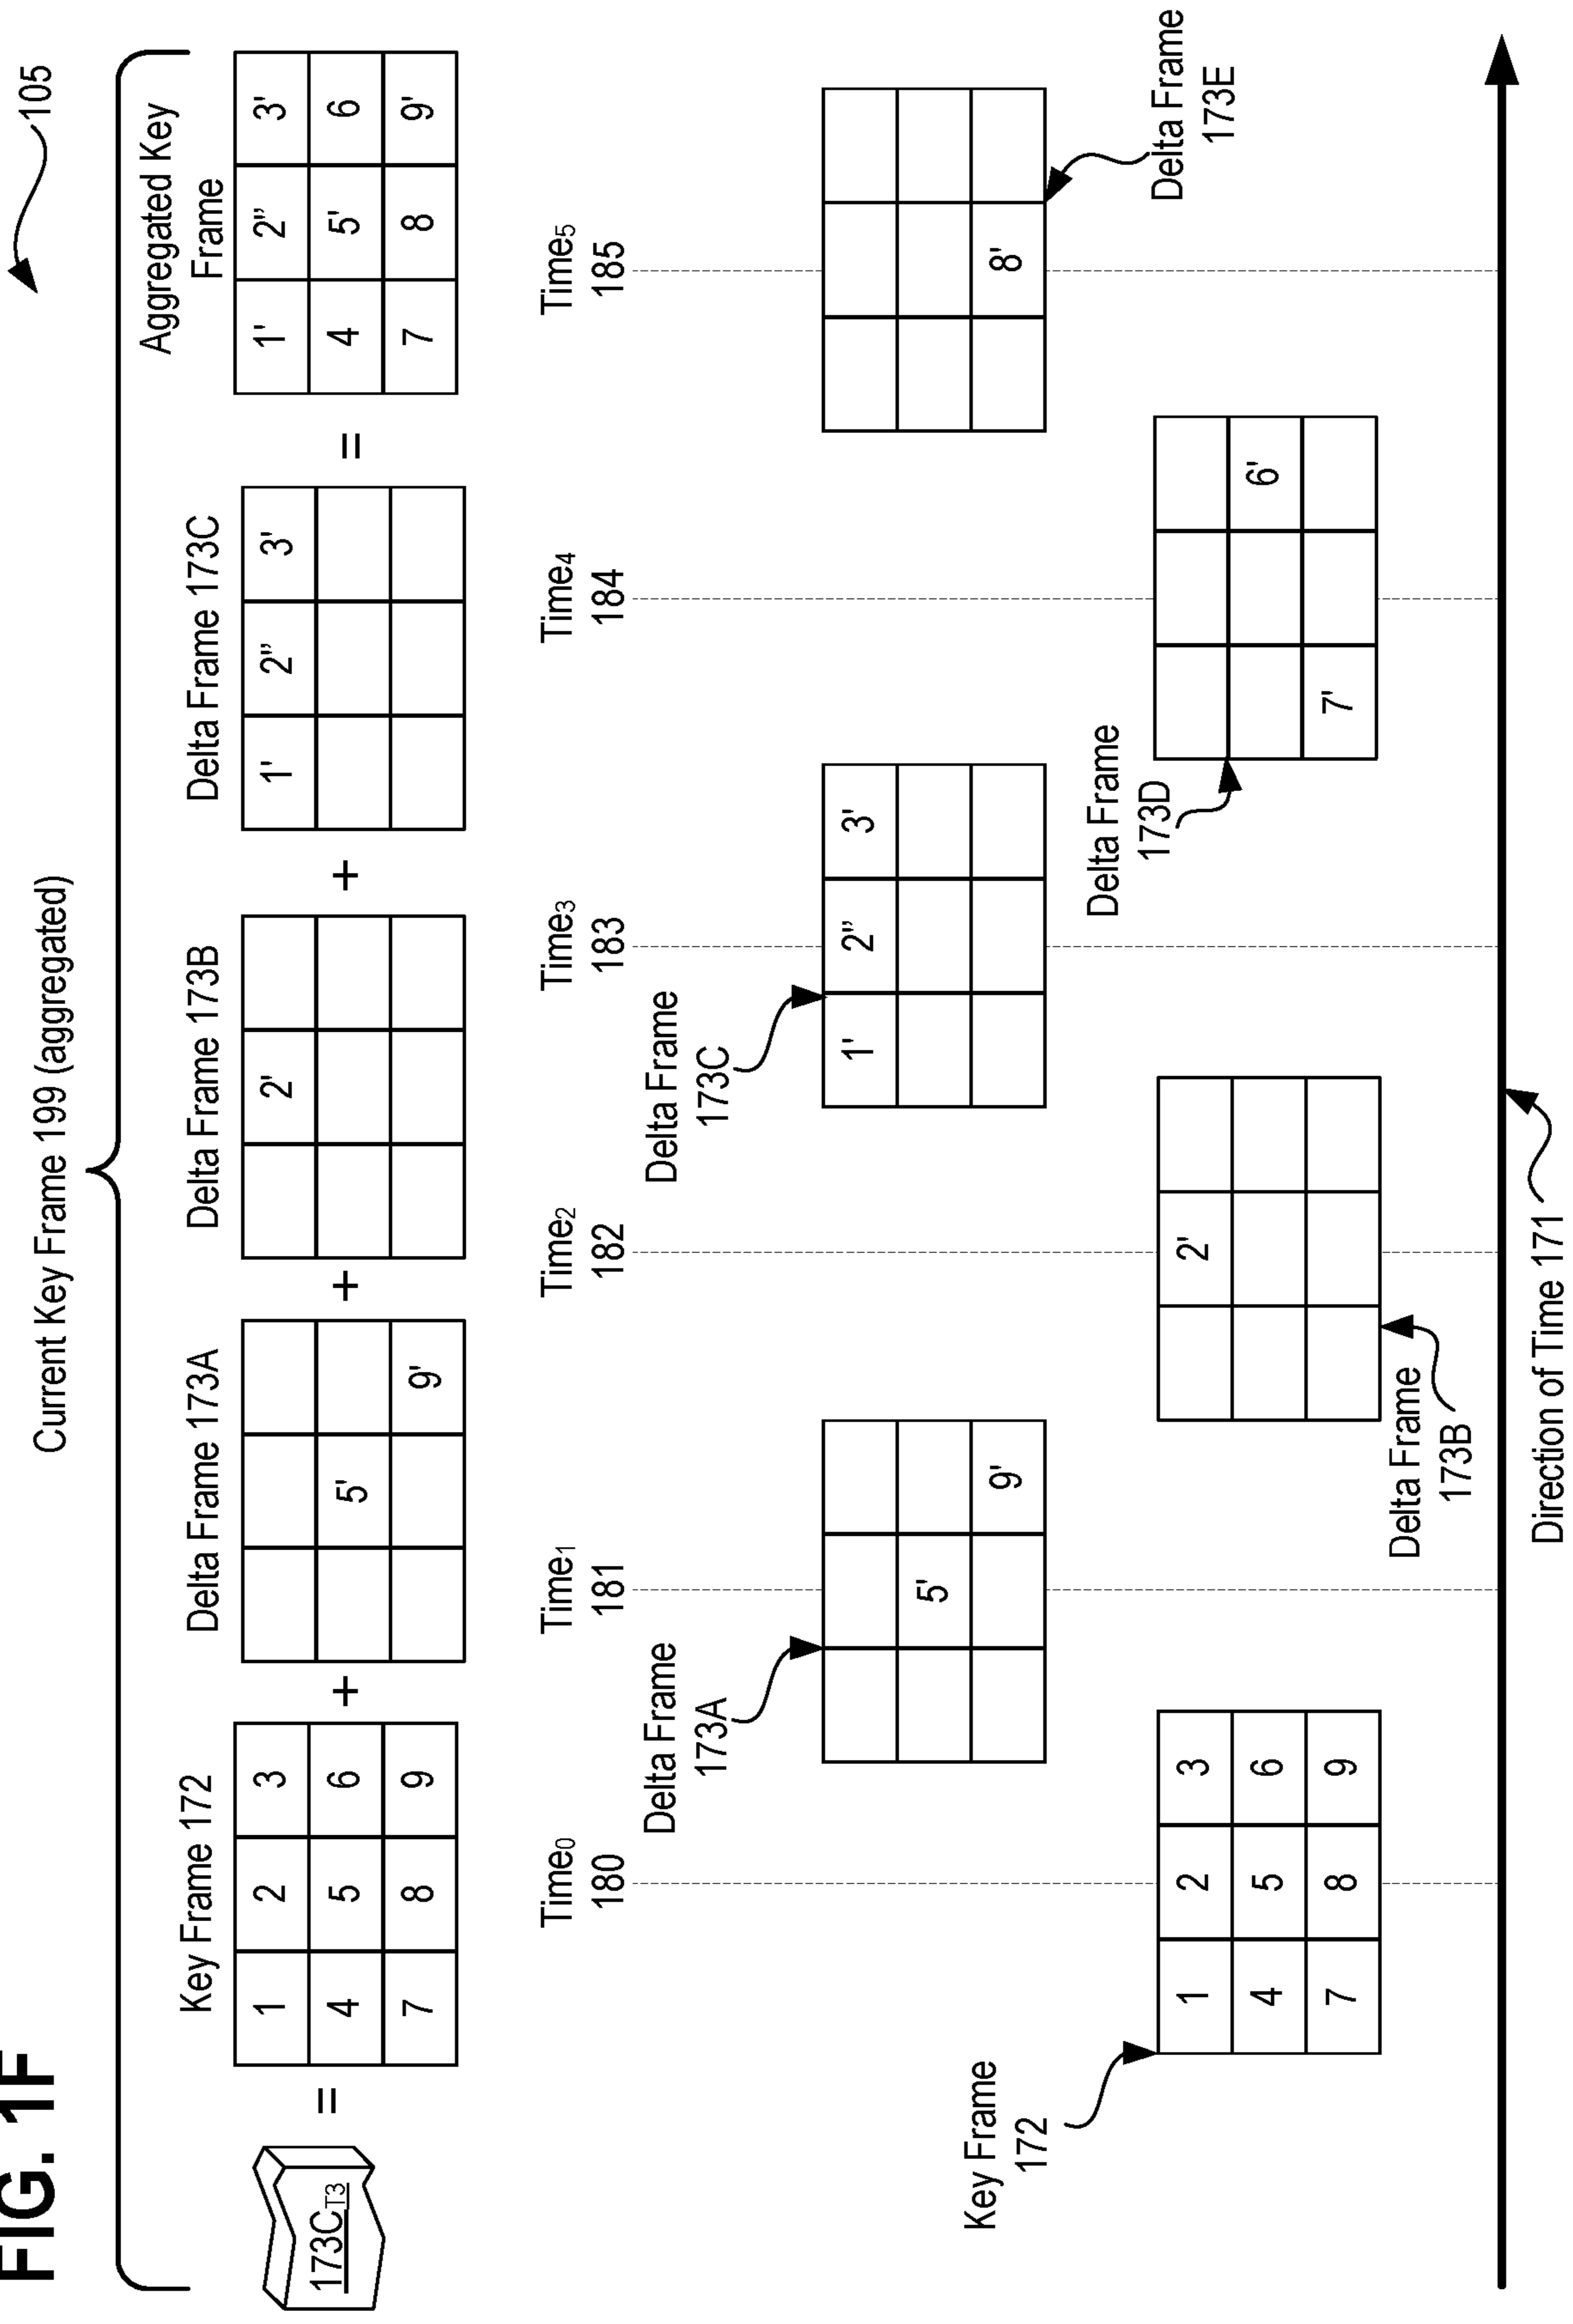 FIG. 1F
Current Key Frame 199 (aggregated)
105
173CT3
=
Key Frame 172
1 2 3
4 5 6
7 8 9
+
Delta Frame 173A
5'
9'
+
Delta Frame 173B
2'
+
Delta Frame 173C
1' 2" 3'
=
Aggregated Key
Frame
1' 2" 3'
4 5' 6
7 8 9'
Time0
180
Time1
181
Time2
182
Time3
183
Time4
184
Time5
185
Key Frame
172
1 2 3
4 5 6
7 8 9
Delta Frame
173A
5'
9'
Delta Frame
173B
2'
Delta Frame
173C
1' 2" 3'
Delta Frame
173D
6'
7'
Delta Frame
173E
8'
Direction of Time 171